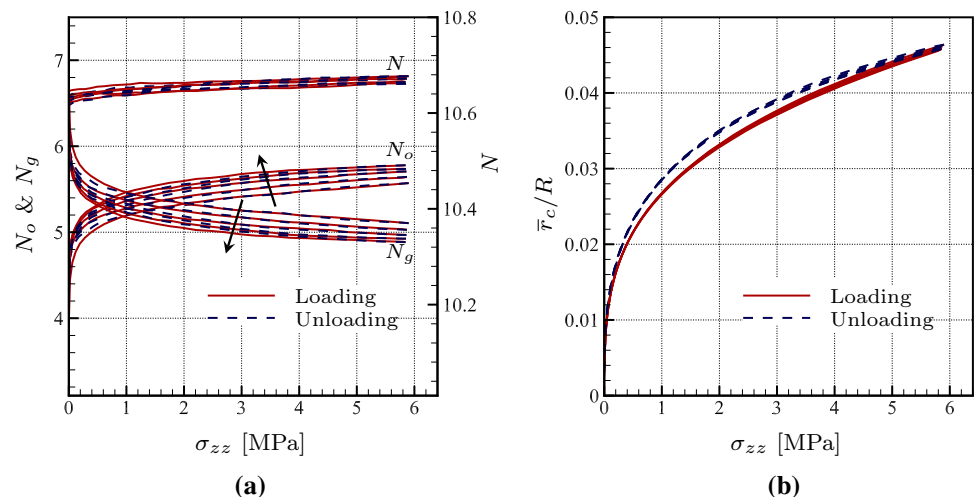 7
6
5
4
N_o & N_g
10.8
10.6
10.4
10.2
N
N
N_o
N_g
Loading
Unloading
0 1 2 3 4 5 6
σ_zz [MPa]
(a)
0.05
0.04
0.03
0.02
0.01
0
r̅_c/R
Loading
Unloading
0 1 2 3 4 5 6
σ_zz [MPa]
(b)